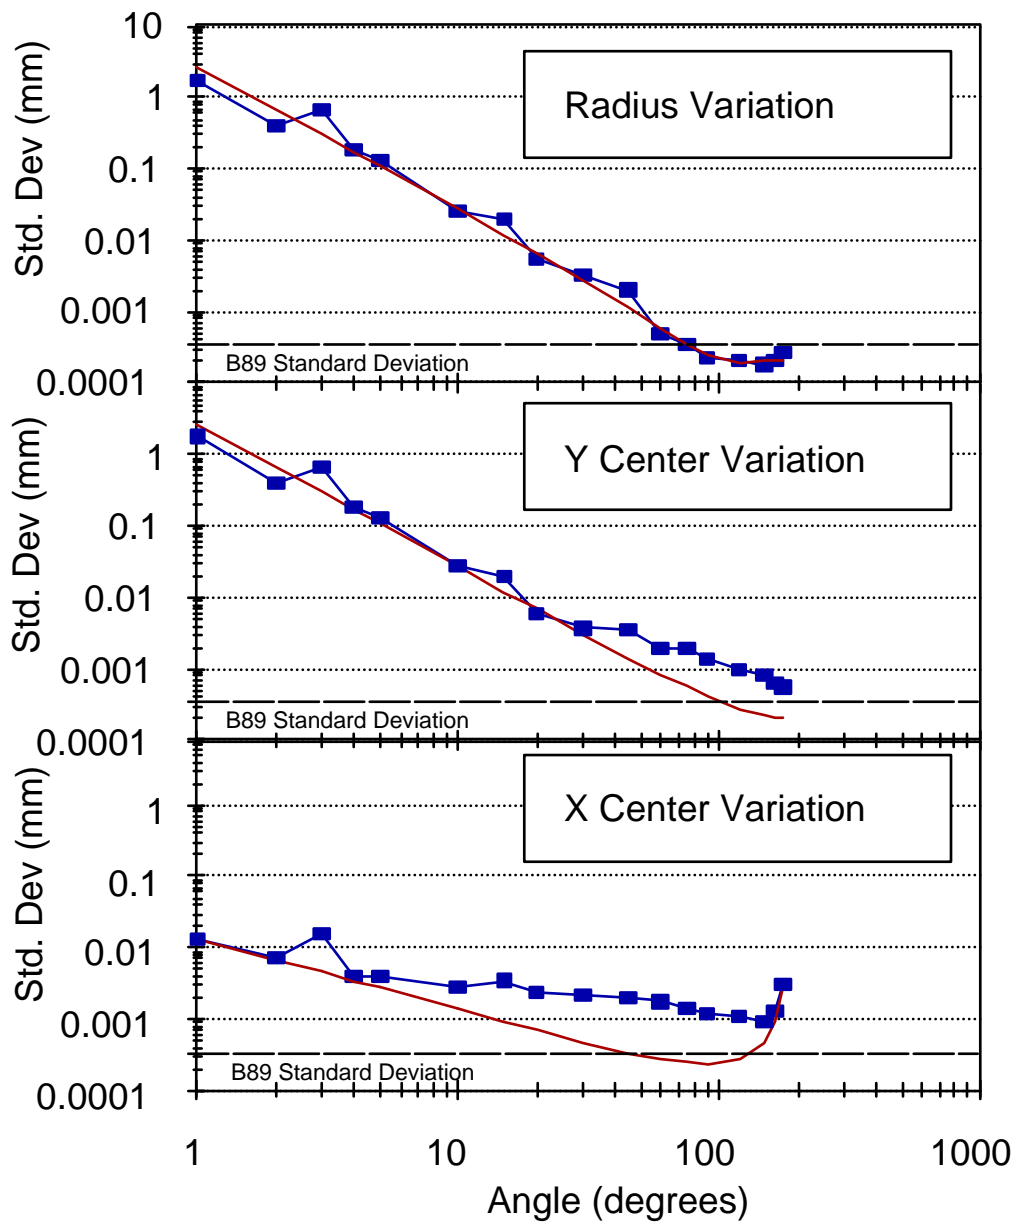 10
1
0.1
0.01
0.001
0.0001
Std. Dev (mm)
Radius Variation
B89 Standard Deviation
1
0.1
0.01
0.001
0.0001
Std. Dev (mm)
Y Center Variation
B89 Standard Deviation
1
0.1
0.01
0.001
0.0001
Std. Dev (mm)
X Center Variation
B89 Standard Deviation
1 10 100 1000
Angle (degrees)